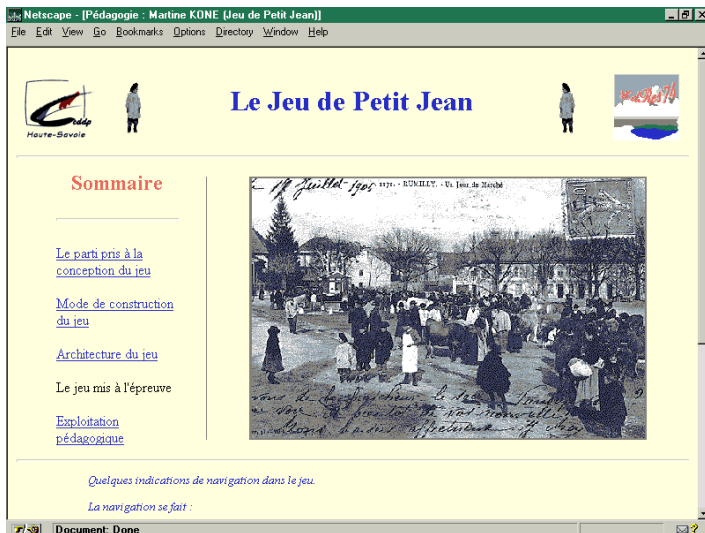 Netscape - [Pédagogie : Martine KONE (Jeu de Petit Jean)]
File Edit View Go Bookmarks Options Directory Window Help
Cddp
Haute-Savoie
Le Jeu de Petit Jean
Sommaire
Le parti pris à la
conception du jeu
Mode de construction
du jeu
Architecture du jeu
Le jeu mis à l'épreuve
Exploitation
pédagogique
Juillet 1905
RUMILLY. - Un Jour de Marché
Quelques indications de navigation dans le jeu.
La navigation se fait :
Document: Done